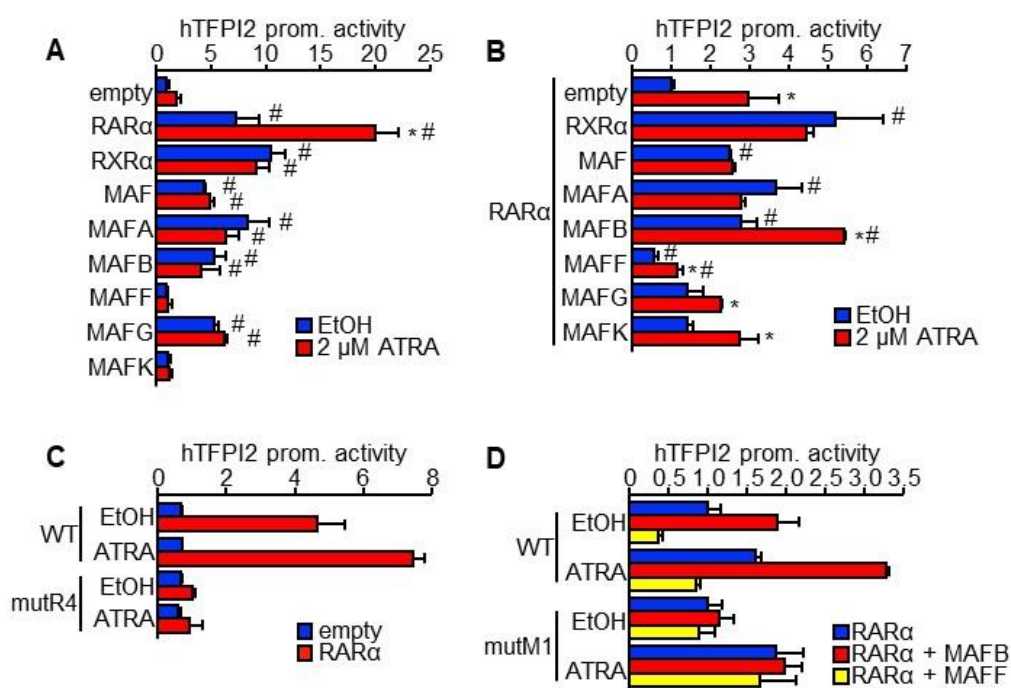 A
hTFPI2 prom. activity
0 5 10 15 20 25
empty
RARα #
* #
RXRα #
#
MAF #
#
MAFA #
#
MAFB #
#
MAFF
MAFG #
#
MAFK
EtOH
2 μM ATRA
B
hTFPI2 prom. activity
0 1 2 3 4 5 6 7
RARα
empty
*
RXRα #
MAF #
MAFA #
MAFB #
*#
MAFF #
* #
MAFG
*
MAFK
*
EtOH
2 μM ATRA
C
hTFPI2 prom. activity
0 2 4 6 8
WT
EtOH
ATRA
mutR4
EtOH
ATRA
empty
RARα
D
hTFPI2 prom. activity
0 0.5 1.0 1.5 2.0 2.5 3.0 3.5
WT
EtOH
ATRA
mutM1
EtOH
ATRA
RARα
RARα + MAFB
RARα + MAFF